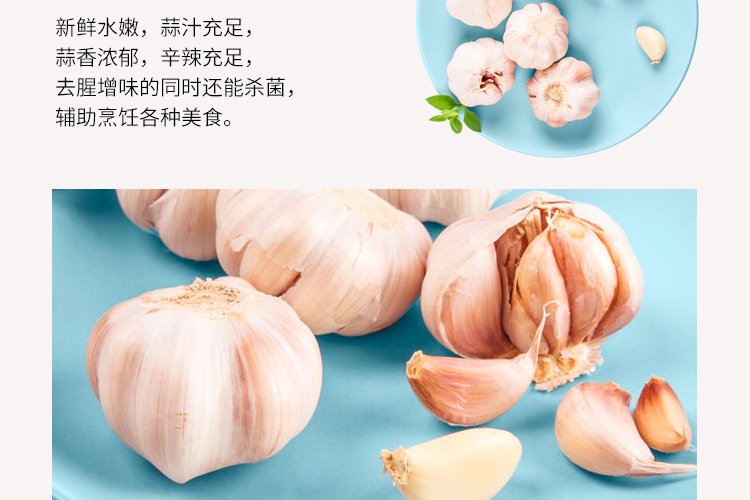 新鲜水嫩，蒜汁充足，
蒜香浓郁，辛辣充足，
去腥增味的同时还能杀菌，
辅助烹饪各种美食。